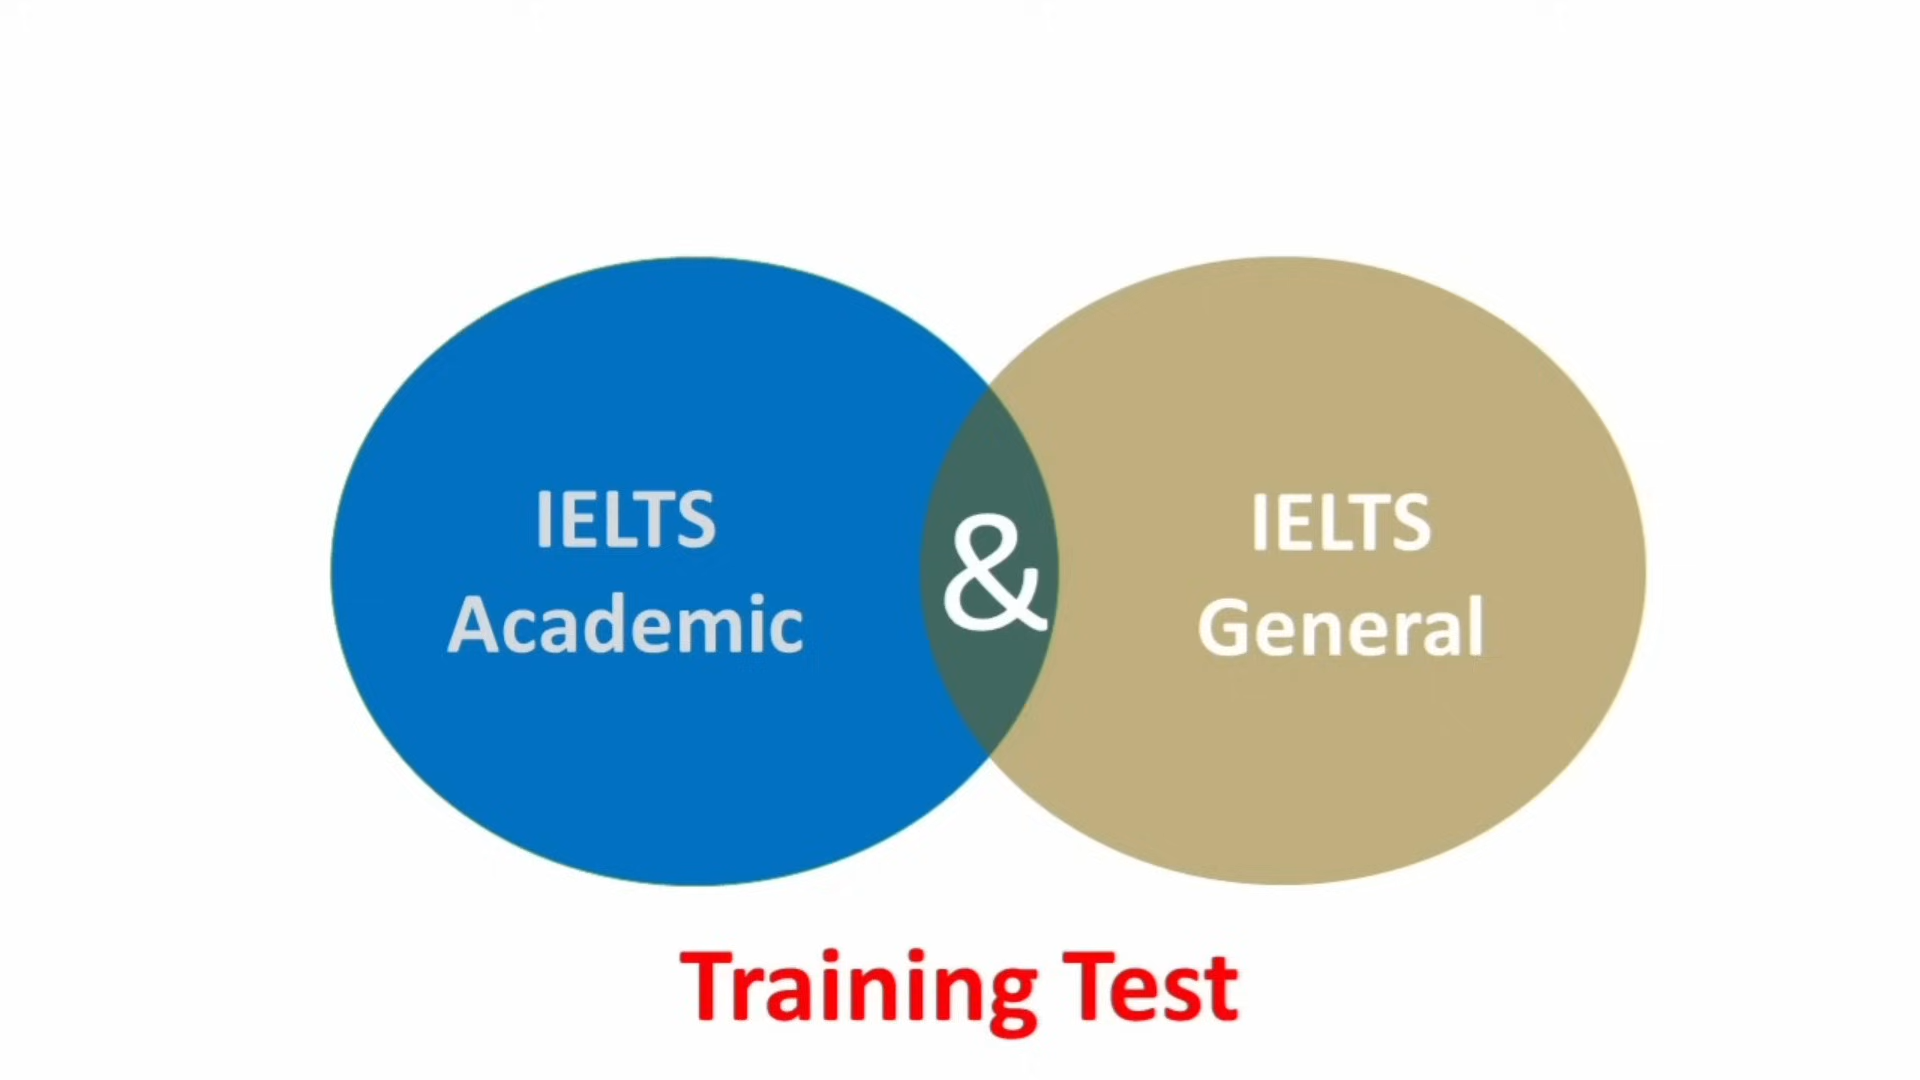 IELTS
Academic
&
IELTS
General
Training Test